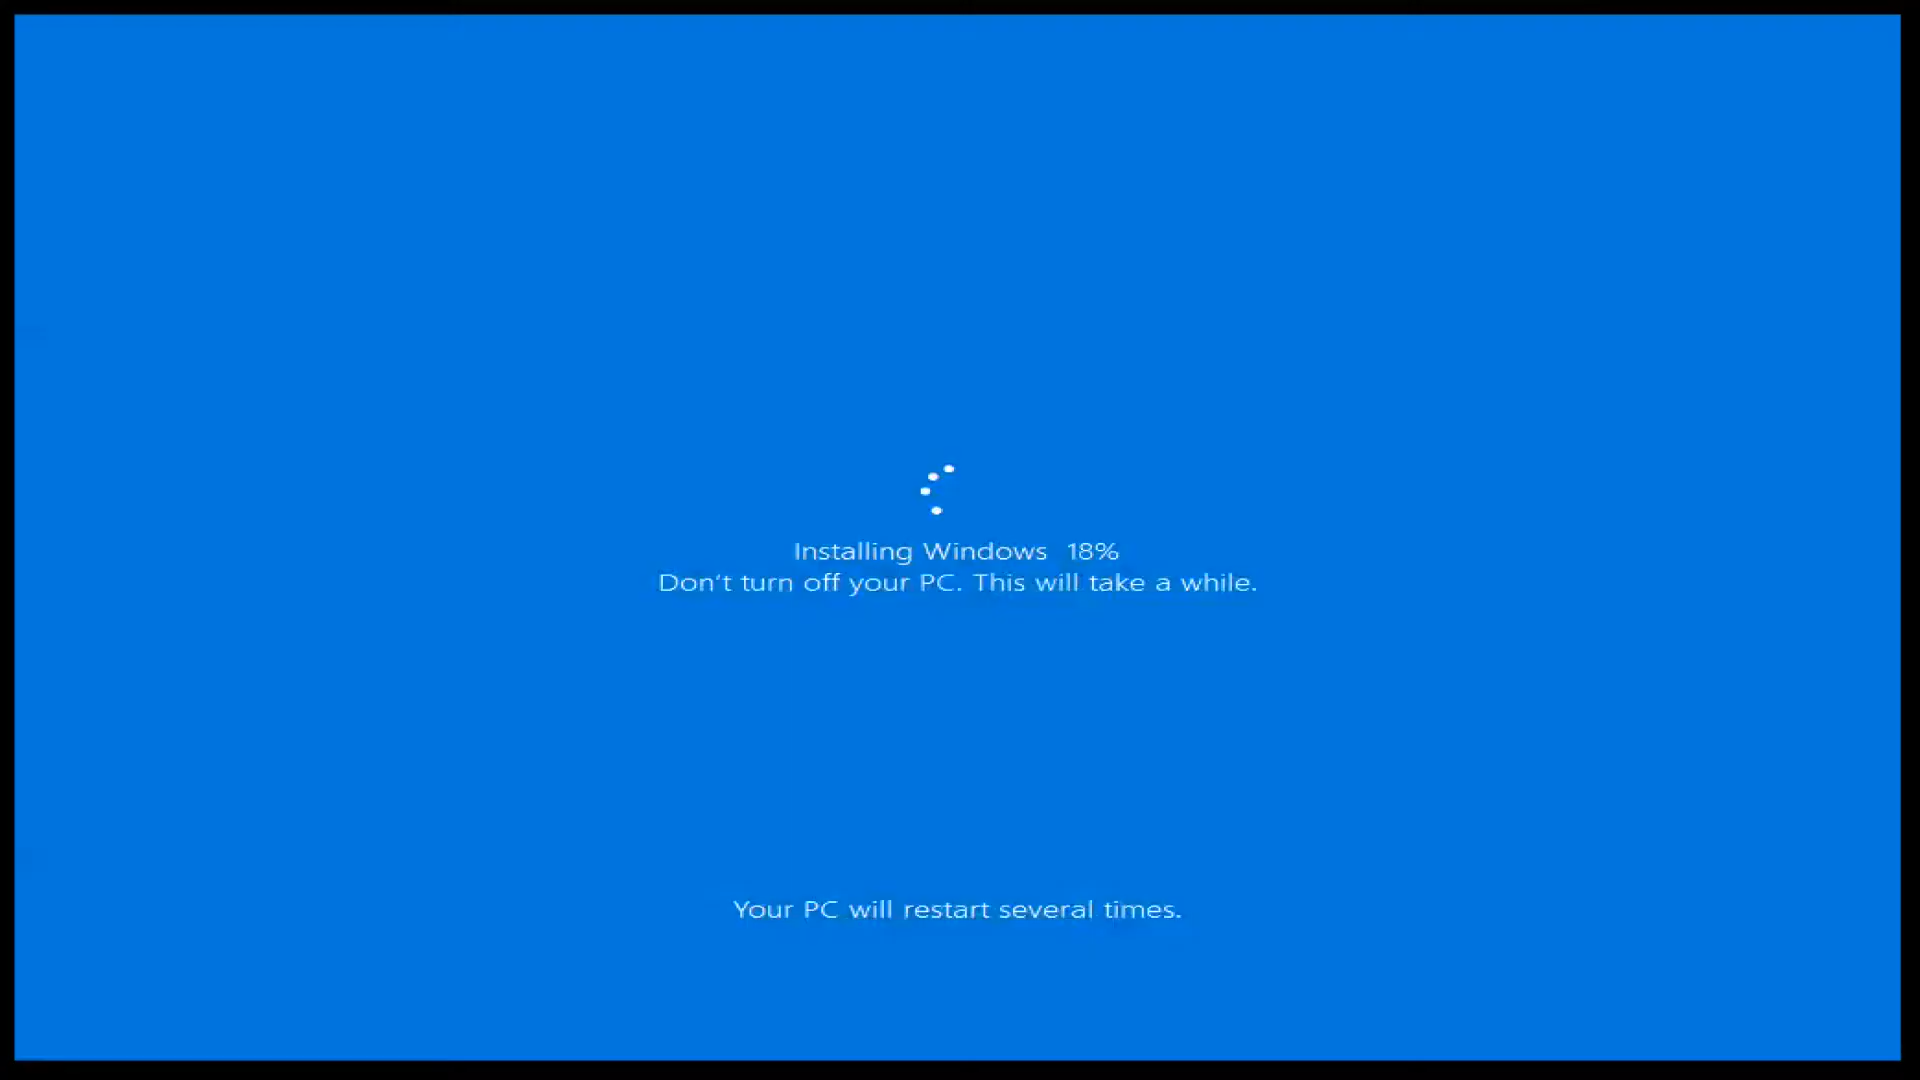 Installing Windows  18%
Don't turn off your PC. This will take a while.
Your PC will restart several times.